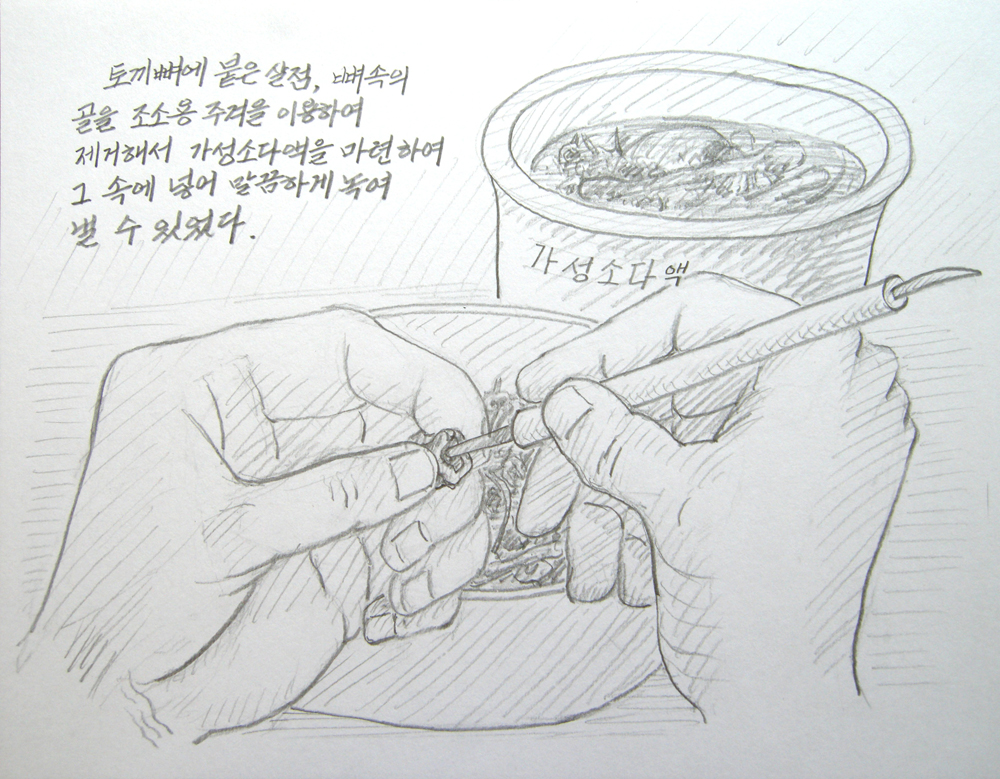 토끼뼈에 붙은 살점, 뼈속의
골을 조소용 주걱을 이용하여
제거해서 가성소다액을 마련하여
그 속에 넣어 말끔하게 녹여
낼 수 있었다.
가성소다액